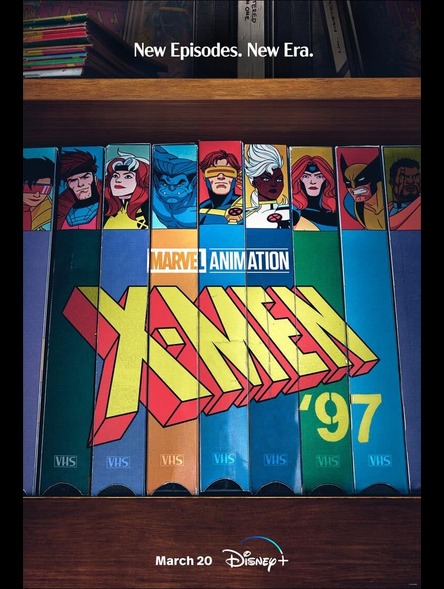 New Episodes. New Era.
MARVEL ANIMATION
X-MEN
'97
VHS VHS VHS VHS VHS VHS VHS
March 20 Disney+